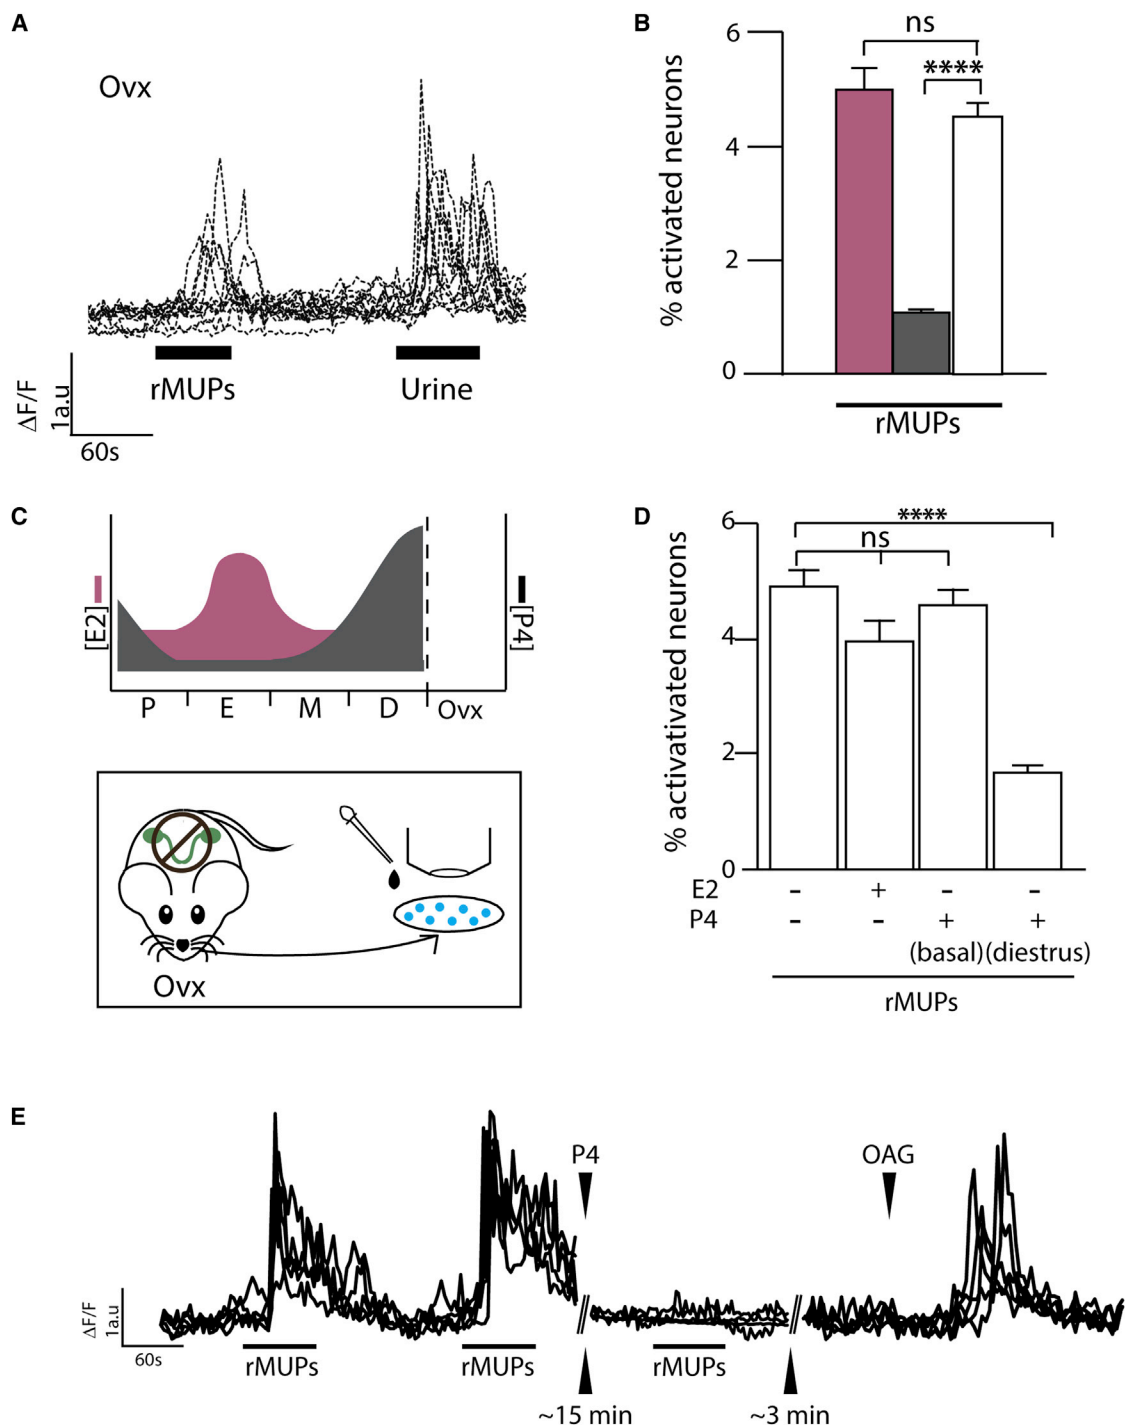 A
Ovx
rMUPs
Urine
ΔF/F
1a.u
60s
B
% activated neurons
6
4
2
0
ns
****
rMUPs
C
[E2]
[P4]
P
E
M
D
Ovx
Ovx
D
% activativated neurons
6
4
2
0
****
ns
E2 - + - -
P4 - - + +
(basal) (diestrus)
rMUPs
E
P4
OAG
ΔF/F
1a.u
60s
rMUPs
rMUPs
rMUPs
~15 min
~3 min